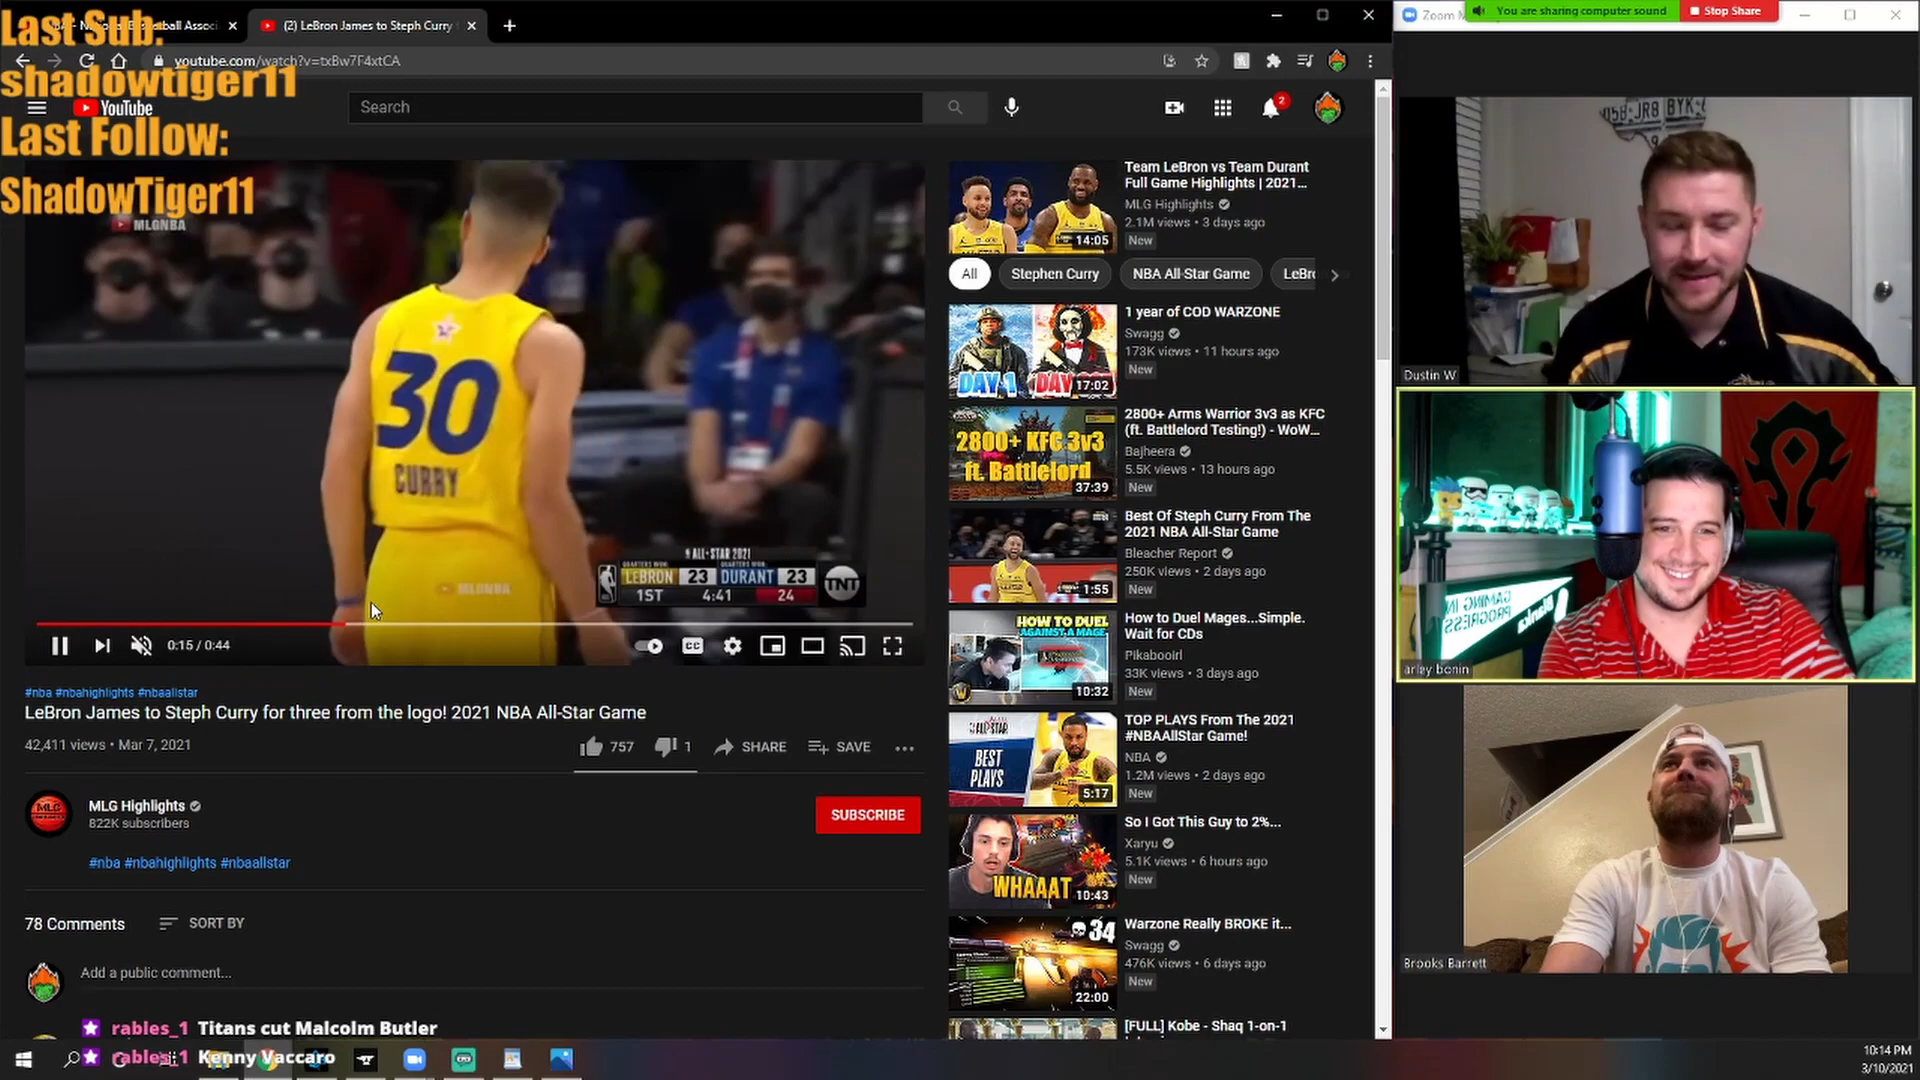 Last Sub:
shadowtiger11
Last Follow:
ShadowTiger11
(2) LeBron James to Steph Curry
youtube.com/watch?v=txBw7F4xtCA
YouTube
Search
2
MLGNBA
30
CURRY
MLGNBA
ALL-STAR 2021
QUARTERS WON: QUARTERS WON:
LEBRON 23 DURANT 23
1ST 4:41 24
TNT
0:15 / 0:44
CC
#nba #nbahighlights #nbaallstar
LeBron James to Steph Curry for three from the logo! 2021 NBA All-Star Game
42,411 views • Mar 7, 2021
757
1
SHARE
SAVE
MLG Highlights
822K subscribers
SUBSCRIBE
#nba #nbahighlights #nbaallstar
78 Comments
SORT BY
Add a public comment...
rables_1 Titans cut Malcolm Butler
rables_1 Kenny Vaccaro
Team LeBron vs Team Durant
Full Game Highlights | 2021...
MLG Highlights
2.1M views • 3 days ago
New
14:05
All
Stephen Curry
NBA All-Star Game
LeBro
1 year of COD WARZONE
Swagg
173K views • 11 hours ago
New
DAY 1
DAY
17:02
2800+ Arms Warrior 3v3 as KFC
(ft. Battlelord Testing!) - WoW...
Bajheera
5.5K views • 13 hours ago
New
2800+ KFC 3v3
ft. Battlelord
37:39
Best Of Steph Curry From The
2021 NBA All-Star Game
Bleacher Report
250K views • 2 days ago
New
1:55
How to Duel Mages...Simple.
Wait for CDs
Pikabooirl
33K views • 3 days ago
New
HOW TO DUEL
AGAINST A MAGE
10:32
TOP PLAYS From The 2021
#NBAAllStar Game!
NBA
1.2M views • 2 days ago
New
BEST
PLAYS
5:17
So I Got This Guy to 2%...
Xaryu
5.1K views • 6 hours ago
New
WHAAAT
10:43
Warzone Really BROKE it...
Swagg
476K views • 6 days ago
New
34
22:00
[FULL] Kobe - Shaq 1-on-1
Zoom
You are sharing computer sound
Stop Share
Dustin W
GAMING IN
PROGRESS
arley bonin
Brooks Barrett
10:14 PM
3/10/2021